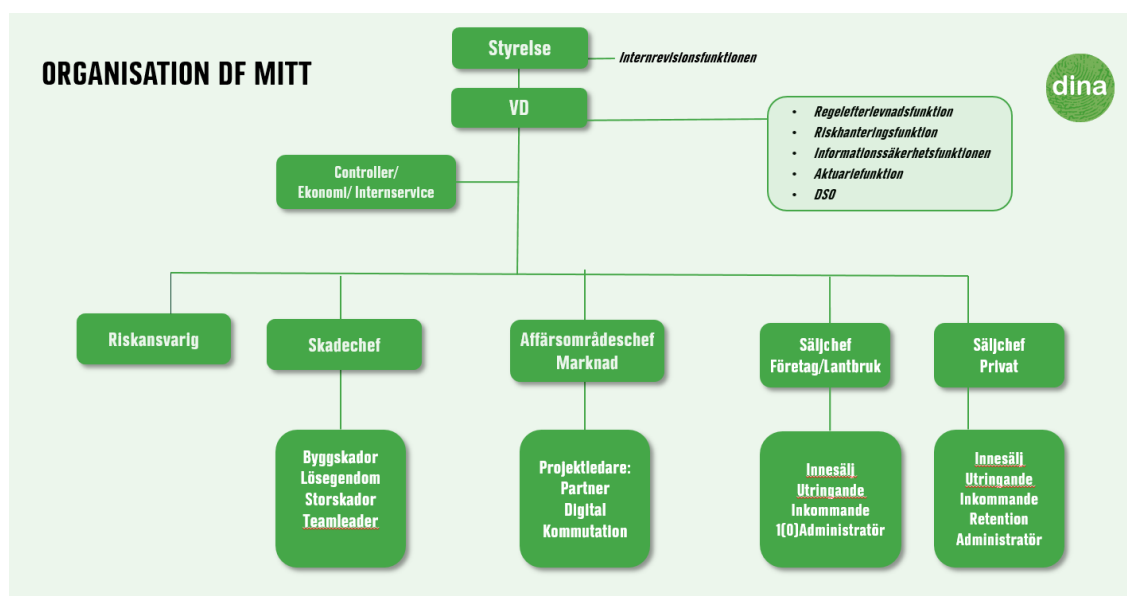 ORGANISATION DF MITT
Styrelse
Internrevisionsfunktionen
dina
VD
• Regelefterlevnadsfunktion
• Riskhanteringsfunktion
• Informationssäkerhetsfunktionen
• Aktuariefunktion
• DSO
Controller/
Ekonomi/ Internservice
Riskansvarig
Skadechef
Affärsområdeschef
Marknad
Säljchef
Företag/Lantbruk
Säljchef
Privat
Byggskador
Lösegendom
Storskador
Teamleader
Projektledare:
Partner
Digital
Kommutation
Innesälj
Utringande
Inkommande
1(0)Administratör
Innesälj
Utringande
Inkommande
Retention
Administratör